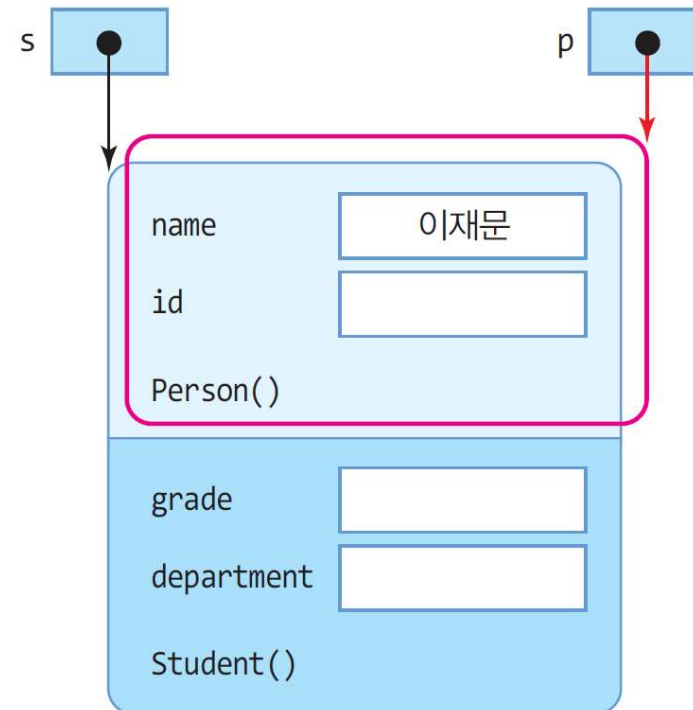 s
p
name 이재문
id
Person()
grade
department
Student()